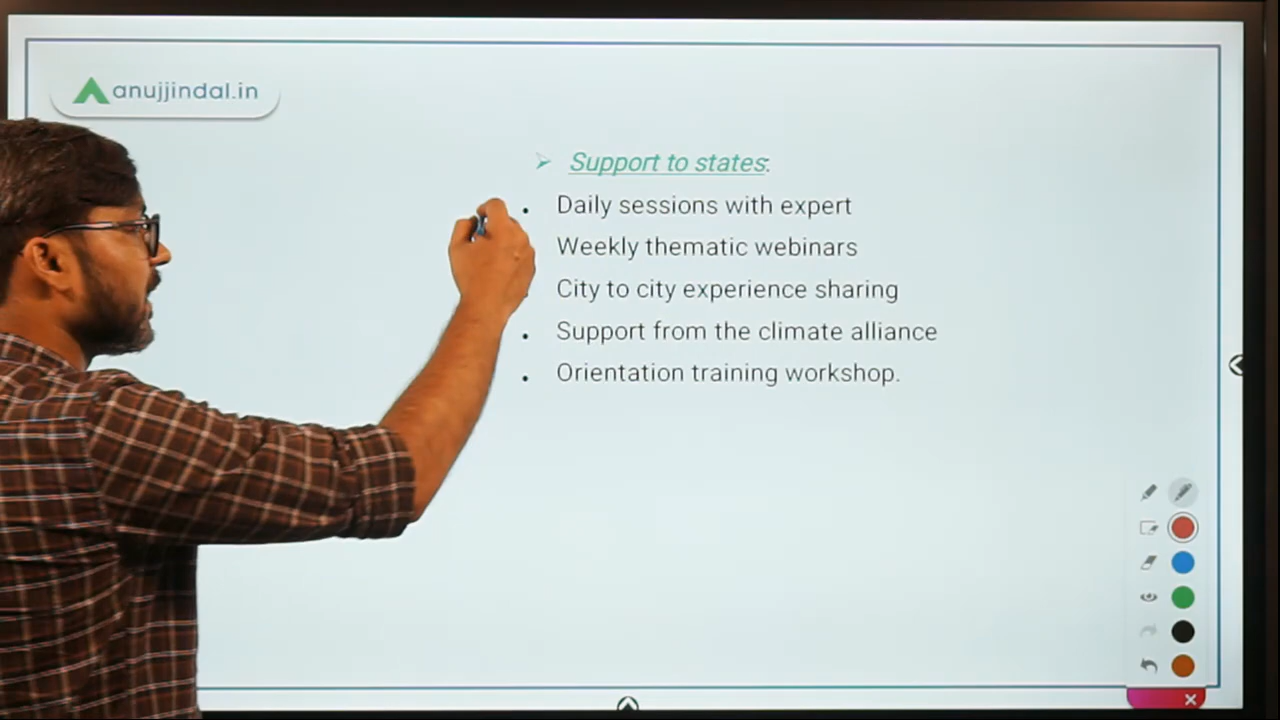 anujjindal.in
➢ Support to states:
• Daily sessions with expert
Weekly thematic webinars
City to city experience sharing
• Support from the climate alliance
• Orientation training workshop.